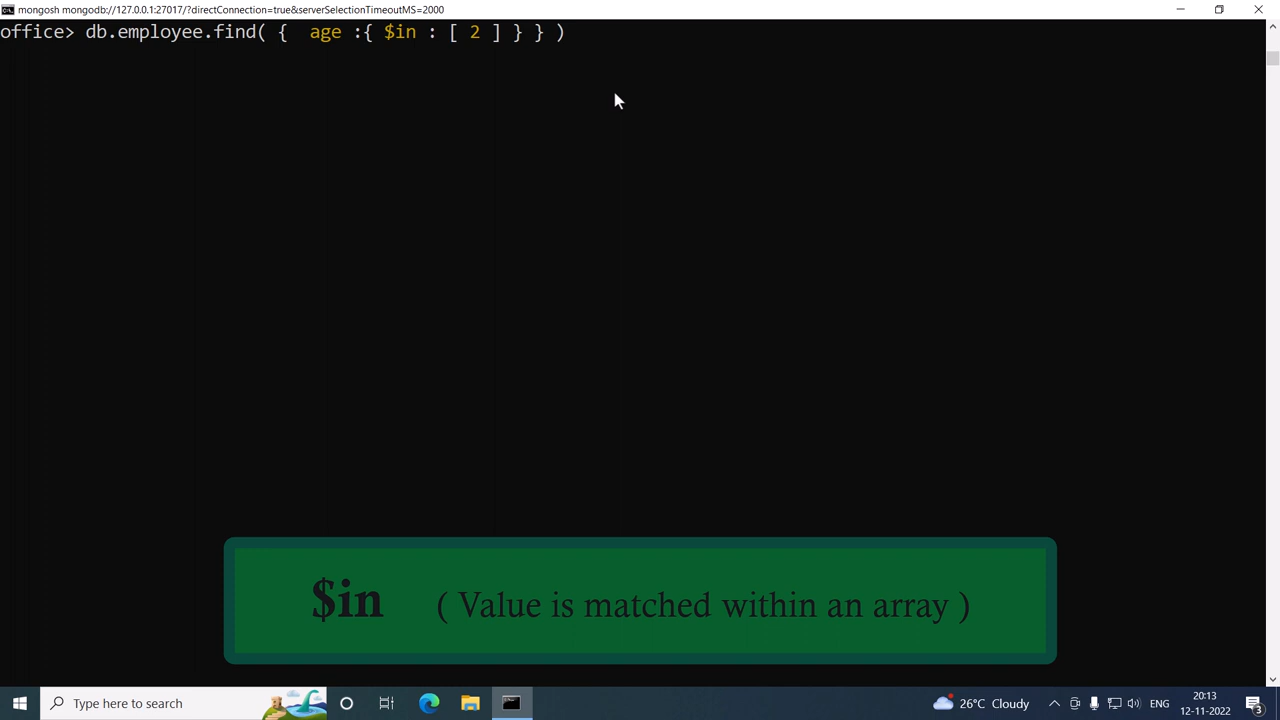 mongosh mongodb://127.0.0.1:27017/?directConnection=true&serverSelectionTimeoutMS=2000
office> db.employee.find( {  age :{ $in : [ 2 ] } } )
$in ( Value is matched within an array )
Type here to search
26°C Cloudy
ENG
20:13
12-11-2022
3